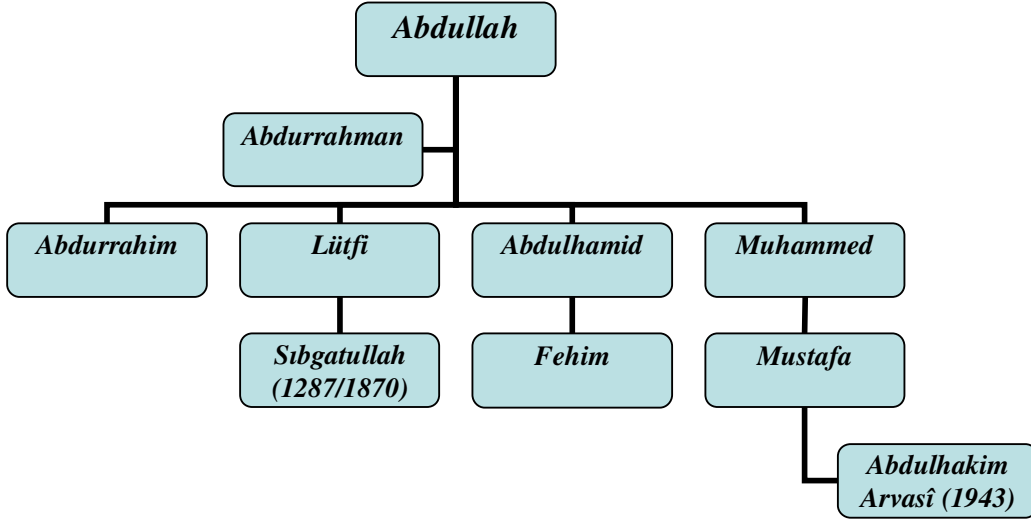 Abdullah
Abdurrahman
Abdurrahim
Lütfi
Abdulhamid
Muhammed
Sıbgatullah
(1287/1870)
Fehim
Mustafa
Abdulhakim
Arvasî (1943)